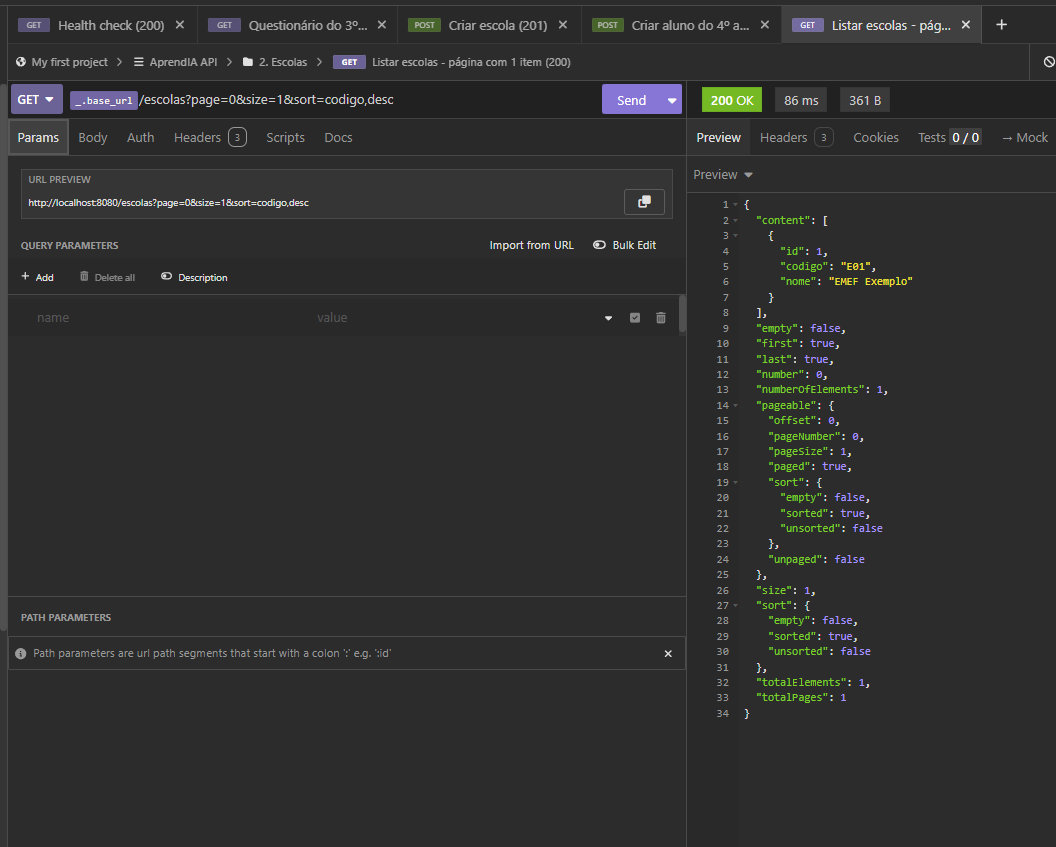 GET Health check (200) × GET Questionário do 3º... × POST Criar escola (201) × POST Criar aluno do 4º a... × GET Listar escolas - pág... × +
My first project > AprendIA API > 2. Escolas > GET Listar escolas - página com 1 item (200)
GET _.base_url /escolas?page=0&size=1&sort=codigo,desc Send
200 OK 86 ms 361 B
Params Body Auth Headers 3 Scripts Docs
Preview Headers 3 Cookies Tests 0 / 0 → Mock
URL PREVIEW
http://localhost:8080/escolas?page=0&size=1&sort=codigo,desc
QUERY PARAMETERS Import from URL Bulk Edit
+ Add Delete all Description
name value
PATH PARAMETERS
Path parameters are url path segments that start with a colon ':' e.g. ':id' ×
Preview
1 {
2 "content": [
3 {
4 "id": 1,
5 "codigo": "E01",
6 "nome": "EMEF Exemplo"
7 }
8 ],
9 "empty": false,
10 "first": true,
11 "last": true,
12 "number": 0,
13 "numberOfElements": 1,
14 "pageable": {
15 "offset": 0,
16 "pageNumber": 0,
17 "pageSize": 1,
18 "paged": true,
19 "sort": {
20 "empty": false,
21 "sorted": true,
22 "unsorted": false
23 },
24 "unpaged": false
25 },
26 "size": 1,
27 "sort": {
28 "empty": false,
29 "sorted": true,
30 "unsorted": false
31 },
32 "totalElements": 1,
33 "totalPages": 1
34 }